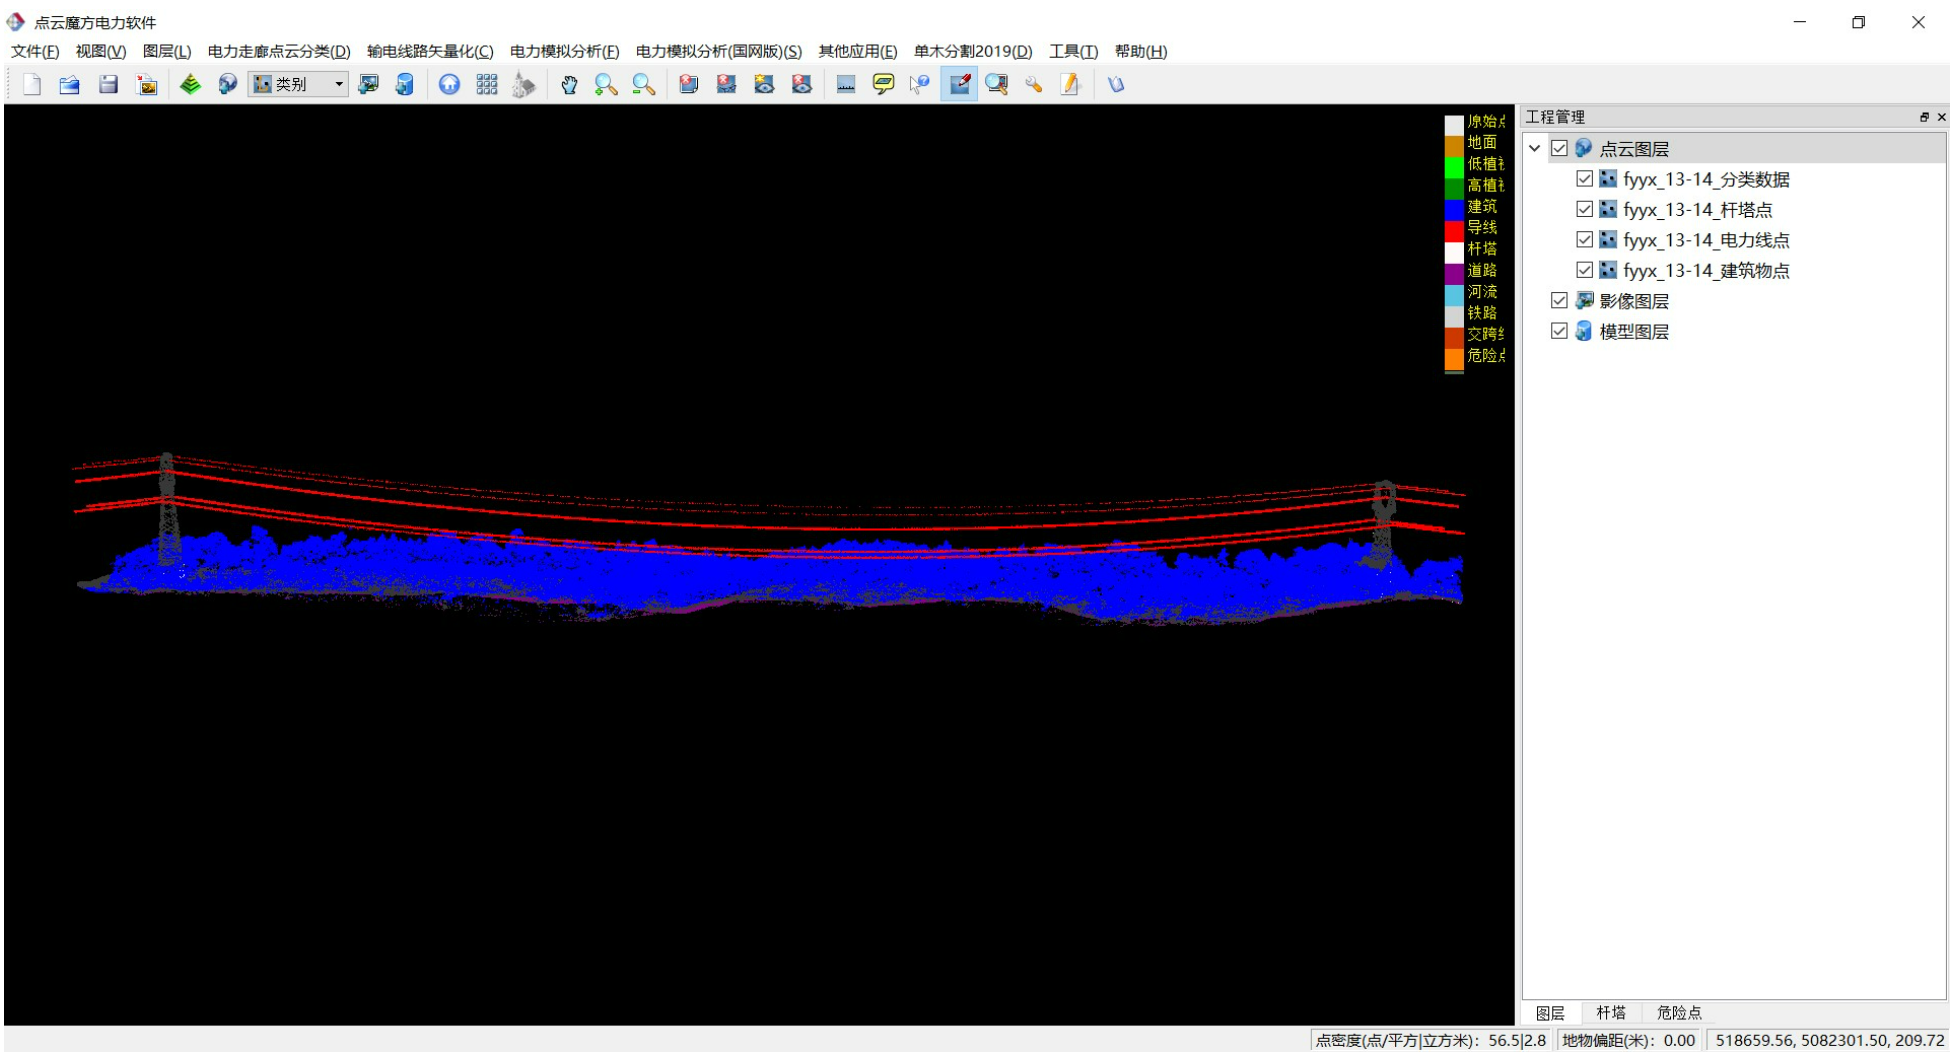 点云魔方电力软件
文件(F) 视图(V) 图层(L) 电力走廊点云分类(D) 输电线路矢量化(C) 电力模拟分析(F) 电力模拟分析(国网版)(S) 其他应用(E) 单木分割2019(D) 工具(T) 帮助(H)
类别
原始点
地面
低植被
高植被
建筑
导线
杆塔
道路
河流
铁路
交跨线
危险点
工程管理
点云图层
fyyx_13-14_分类数据
fyyx_13-14_杆塔点
fyyx_13-14_电力线点
fyyx_13-14_建筑物点
影像图层
模型图层
图层 杆塔 危险点
点密度(点/平方|立方米): 56.5|2.8 地物偏距(米): 0.00 518659.56, 5082301.50, 209.72